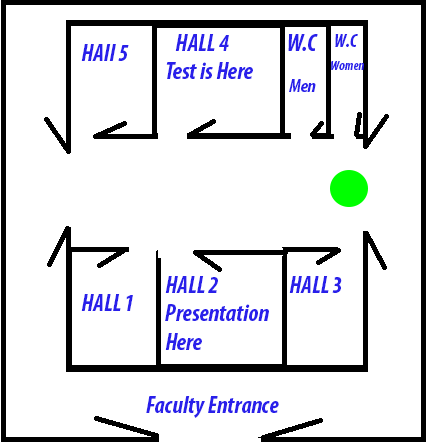 HAll 5
HALL 4
Test is Here
W.C
Men
W.C
Women
HALL 1
HALL 2
Presentation
Here
HALL 3
Faculty Entrance